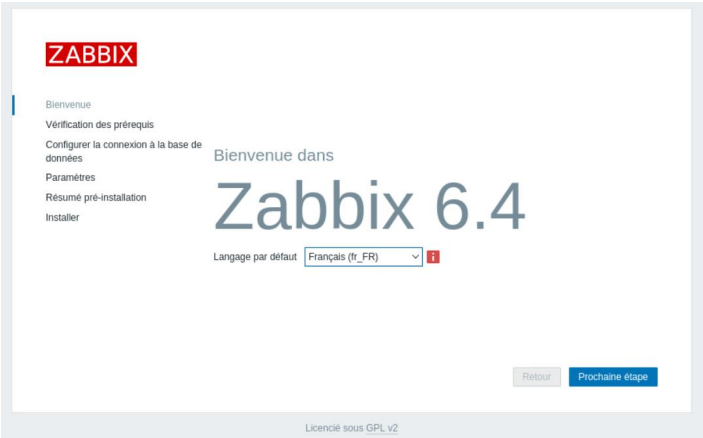 ZABBIX
Bienvenue
Vérification des prérequis
Configurer la connexion à la base de
données
Paramètres
Résumé pré-installation
Installer
Bienvenue dans
Zabbix 6.4
Langage par défaut Français (fr_FR) i
Retour Prochaine étape
Licencié sous GPL v2